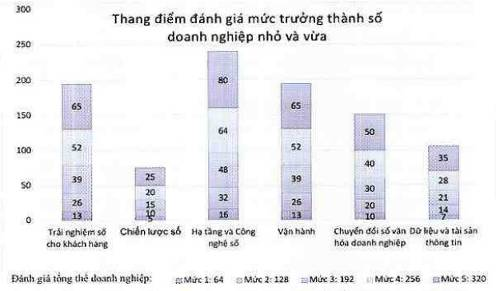 Thang điểm đánh giá mức trưởng thành số
doanh nghiệp nhỏ và vừa
300
250
200
150
100
50
0
65
52
39
26
13
25
20
15
10
5
80
64
48
32
16
65
52
39
26
13
50
40
30
20
10
35
28
21
14
7
Trải nghiệm số
cho khách hàng
Chiến lược số
Hạ tầng và Công
nghệ số
Vận hành
Chuyển đổi số văn
hóa doanh nghiệp
Dữ liệu và tài sản
thông tin
Đánh giá tổng thể doanh nghiệp: Mức 1: 64 Mức 2: 128 Mức 3: 192 Mức 4: 256 Mức 5: 320